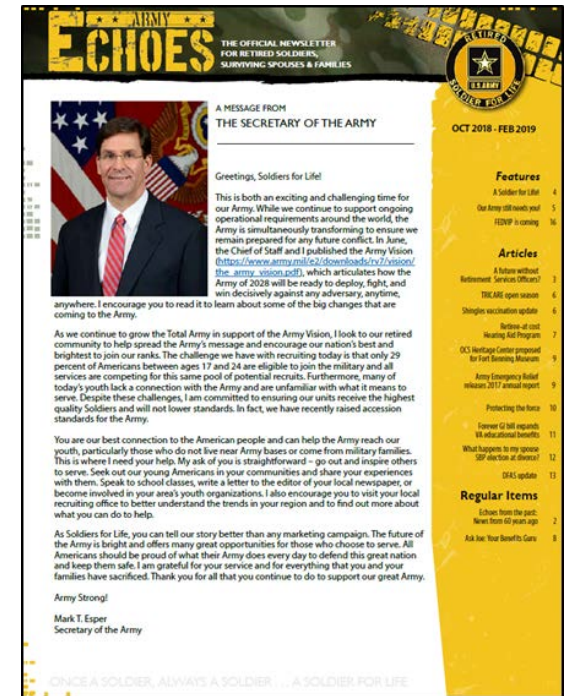 ARMY
ECHOES
THE OFFICIAL NEWSLETTER
FOR RETIRED SOLDIERS,
SURVIVING SPOUSES & FAMILIES
RETIRED
U.S. ARMY
SOLDIER FOR LIFE
A MESSAGE FROM
THE SECRETARY OF THE ARMY
Greetings, Soldiers for Life!
This is both an exciting and challenging time for
our Army. While we continue to support ongoing
operational requirements around the world, the
Army is simultaneously transforming to ensure we
remain prepared for any future conflict. In June,
the Chief of Staff and I published the Army Vision
(https://www.army.mil/e2/downloads/rv7/vision/
the_army_vision.pdf), which articulates how the
Army of 2028 will be ready to deploy, fight, and
win decisively against any adversary, anytime,
anywhere. I encourage you to read it to learn about some of the big changes that are
coming to the Army.
As we continue to grow the Total Army in support of the Army Vision, I look to our retired
community to help spread the Army's message and encourage our nation's best and
brightest to join our ranks. The challenge we have with recruiting today is that only 29
percent of Americans between ages 17 and 24 are eligible to join the military and all
services are competing for this same pool of potential recruits. Furthermore, many of
today's youth lack a connection with the Army and are unfamiliar with what it means to
serve. Despite these challenges, I am committed to ensuring our units receive the highest
quality Soldiers and will not lower standards. In fact, we have recently raised accession
standards for the Army.
You are our best connection to the American people and can help the Army reach our
youth, particularly those who do not live near Army bases or come from military families.
This is where I need your help. My ask of you is straightforward – go out and inspire others
to serve. Seek out our young Americans in your communities and share your experiences
with them. Speak to school classes, write a letter to the editor of your local newspaper, or
become involved in your area's youth organizations. I also encourage you to visit your local
recruiting office to better understand the trends in your region and to find out more about
what you can do to help.
As Soldiers for Life, you can tell our story better than any marketing campaign. The future of
the Army is bright and offers many great opportunities for those who choose to serve. All
Americans should be proud of what their Army does every day to defend this great nation
and keep them safe. I am grateful for your service and for everything that you and your
families have sacrificed. Thank you for all that you continue to do to support our great Army.
Army Strong!
Mark T. Esper
Secretary of the Army
OCT 2018 - FEB 2019
Features
A Soldier for Life! 4
Our Army still needs you! 5
FEDVIP is coming 16
Articles
A future without
Retirement Services Officers? 3
TRICARE open season 6
Shingles vaccination update 6
Retiree-at cost
Hearing Aid Program 7
OCS Heritage Center proposed
for Fort Benning Museum 9
Army Emergency Relief
releases 2017 annual report 9
Protecting the force 10
Forever GI bill expands
VA educational benefits 11
What happens to my spouse
SBP election at divorce? 12
DFAS update 13
Regular Items
Echoes from the past:
News from 60 years ago 2
Ask Joe: Your Benefits Guru 8
ONCE A SOLDIER, ALWAYS A SOLDIER . . . A SOLDIER FOR LIFE